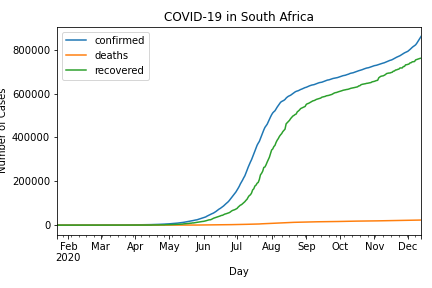 COVID-19 in South Africa
confirmed
deaths
recovered
800000
600000
400000
200000
0
Number of Cases
Feb Mar Apr May Jun Jul Aug Sep Oct Nov Dec
2020
Day